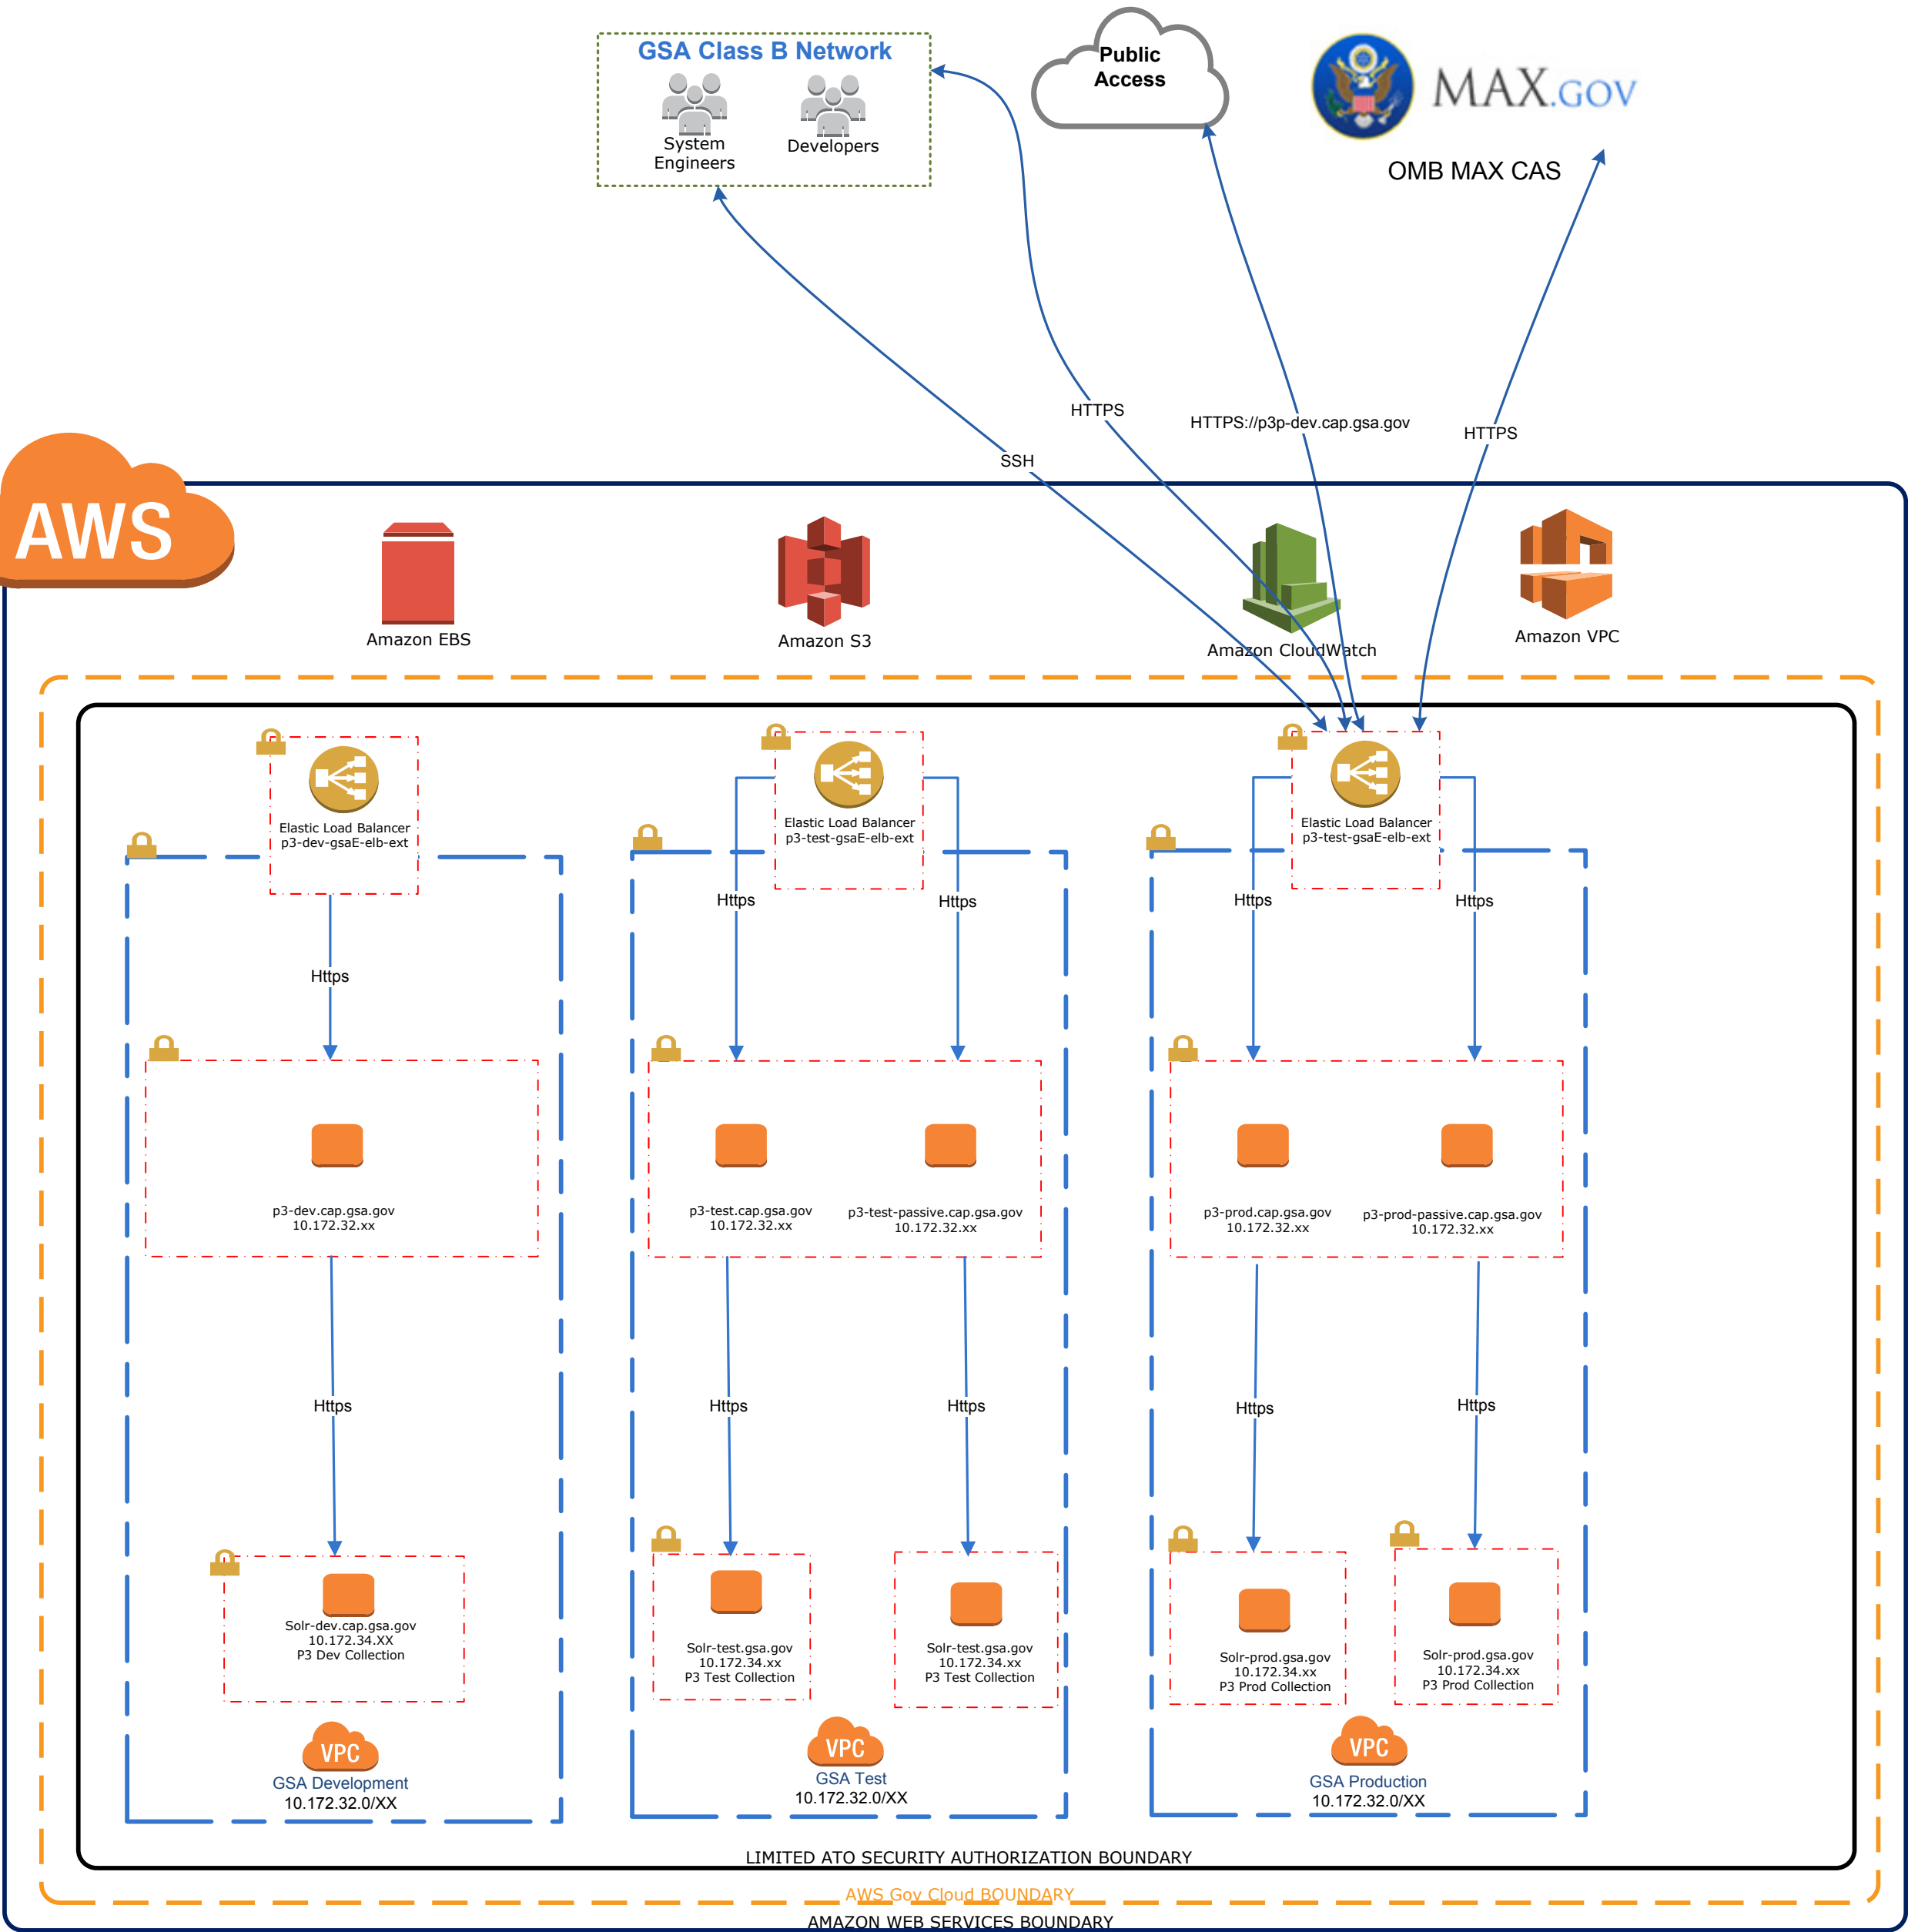 GSA Class B Network
System
Engineers
Developers
Public
Access
MAX.GOV
OMB MAX CAS
HTTPS
HTTPS://p3p-dev.cap.gsa.gov
HTTPS
SSH
AWS
Amazon EBS
Amazon S3
Amazon CloudWatch
Amazon VPC
Elastic Load Balancer
p3-dev-gsaE-elb-ext
Elastic Load Balancer
p3-test-gsaE-elb-ext
Elastic Load Balancer
p3-test-gsaE-elb-ext
Https
Https
Https
Https
Https
p3-dev.cap.gsa.gov
10.172.32.xx
p3-test.cap.gsa.gov
10.172.32.xx
p3-test-passive.cap.gsa.gov
10.172.32.xx
p3-prod.cap.gsa.gov
10.172.32.xx
p3-prod-passive.cap.gsa.gov
10.172.32.xx
Https
Https
Https
Https
Https
Solr-dev.cap.gsa.gov
10.172.34.XX
P3 Dev Collection
Solr-test.gsa.gov
10.172.34.xx
P3 Test Collection
Solr-test.gsa.gov
10.172.34.xx
P3 Test Collection
Solr-prod.gsa.gov
10.172.34.xx
P3 Prod Collection
Solr-prod.gsa.gov
10.172.34.xx
P3 Prod Collection
VPC
GSA Development
10.172.32.0/XX
VPC
GSA Test
10.172.32.0/XX
VPC
GSA Production
10.172.32.0/XX
LIMITED ATO SECURITY AUTHORIZATION BOUNDARY
AWS Gov Cloud BOUNDARY
AMAZON WEB SERVICES BOUNDARY